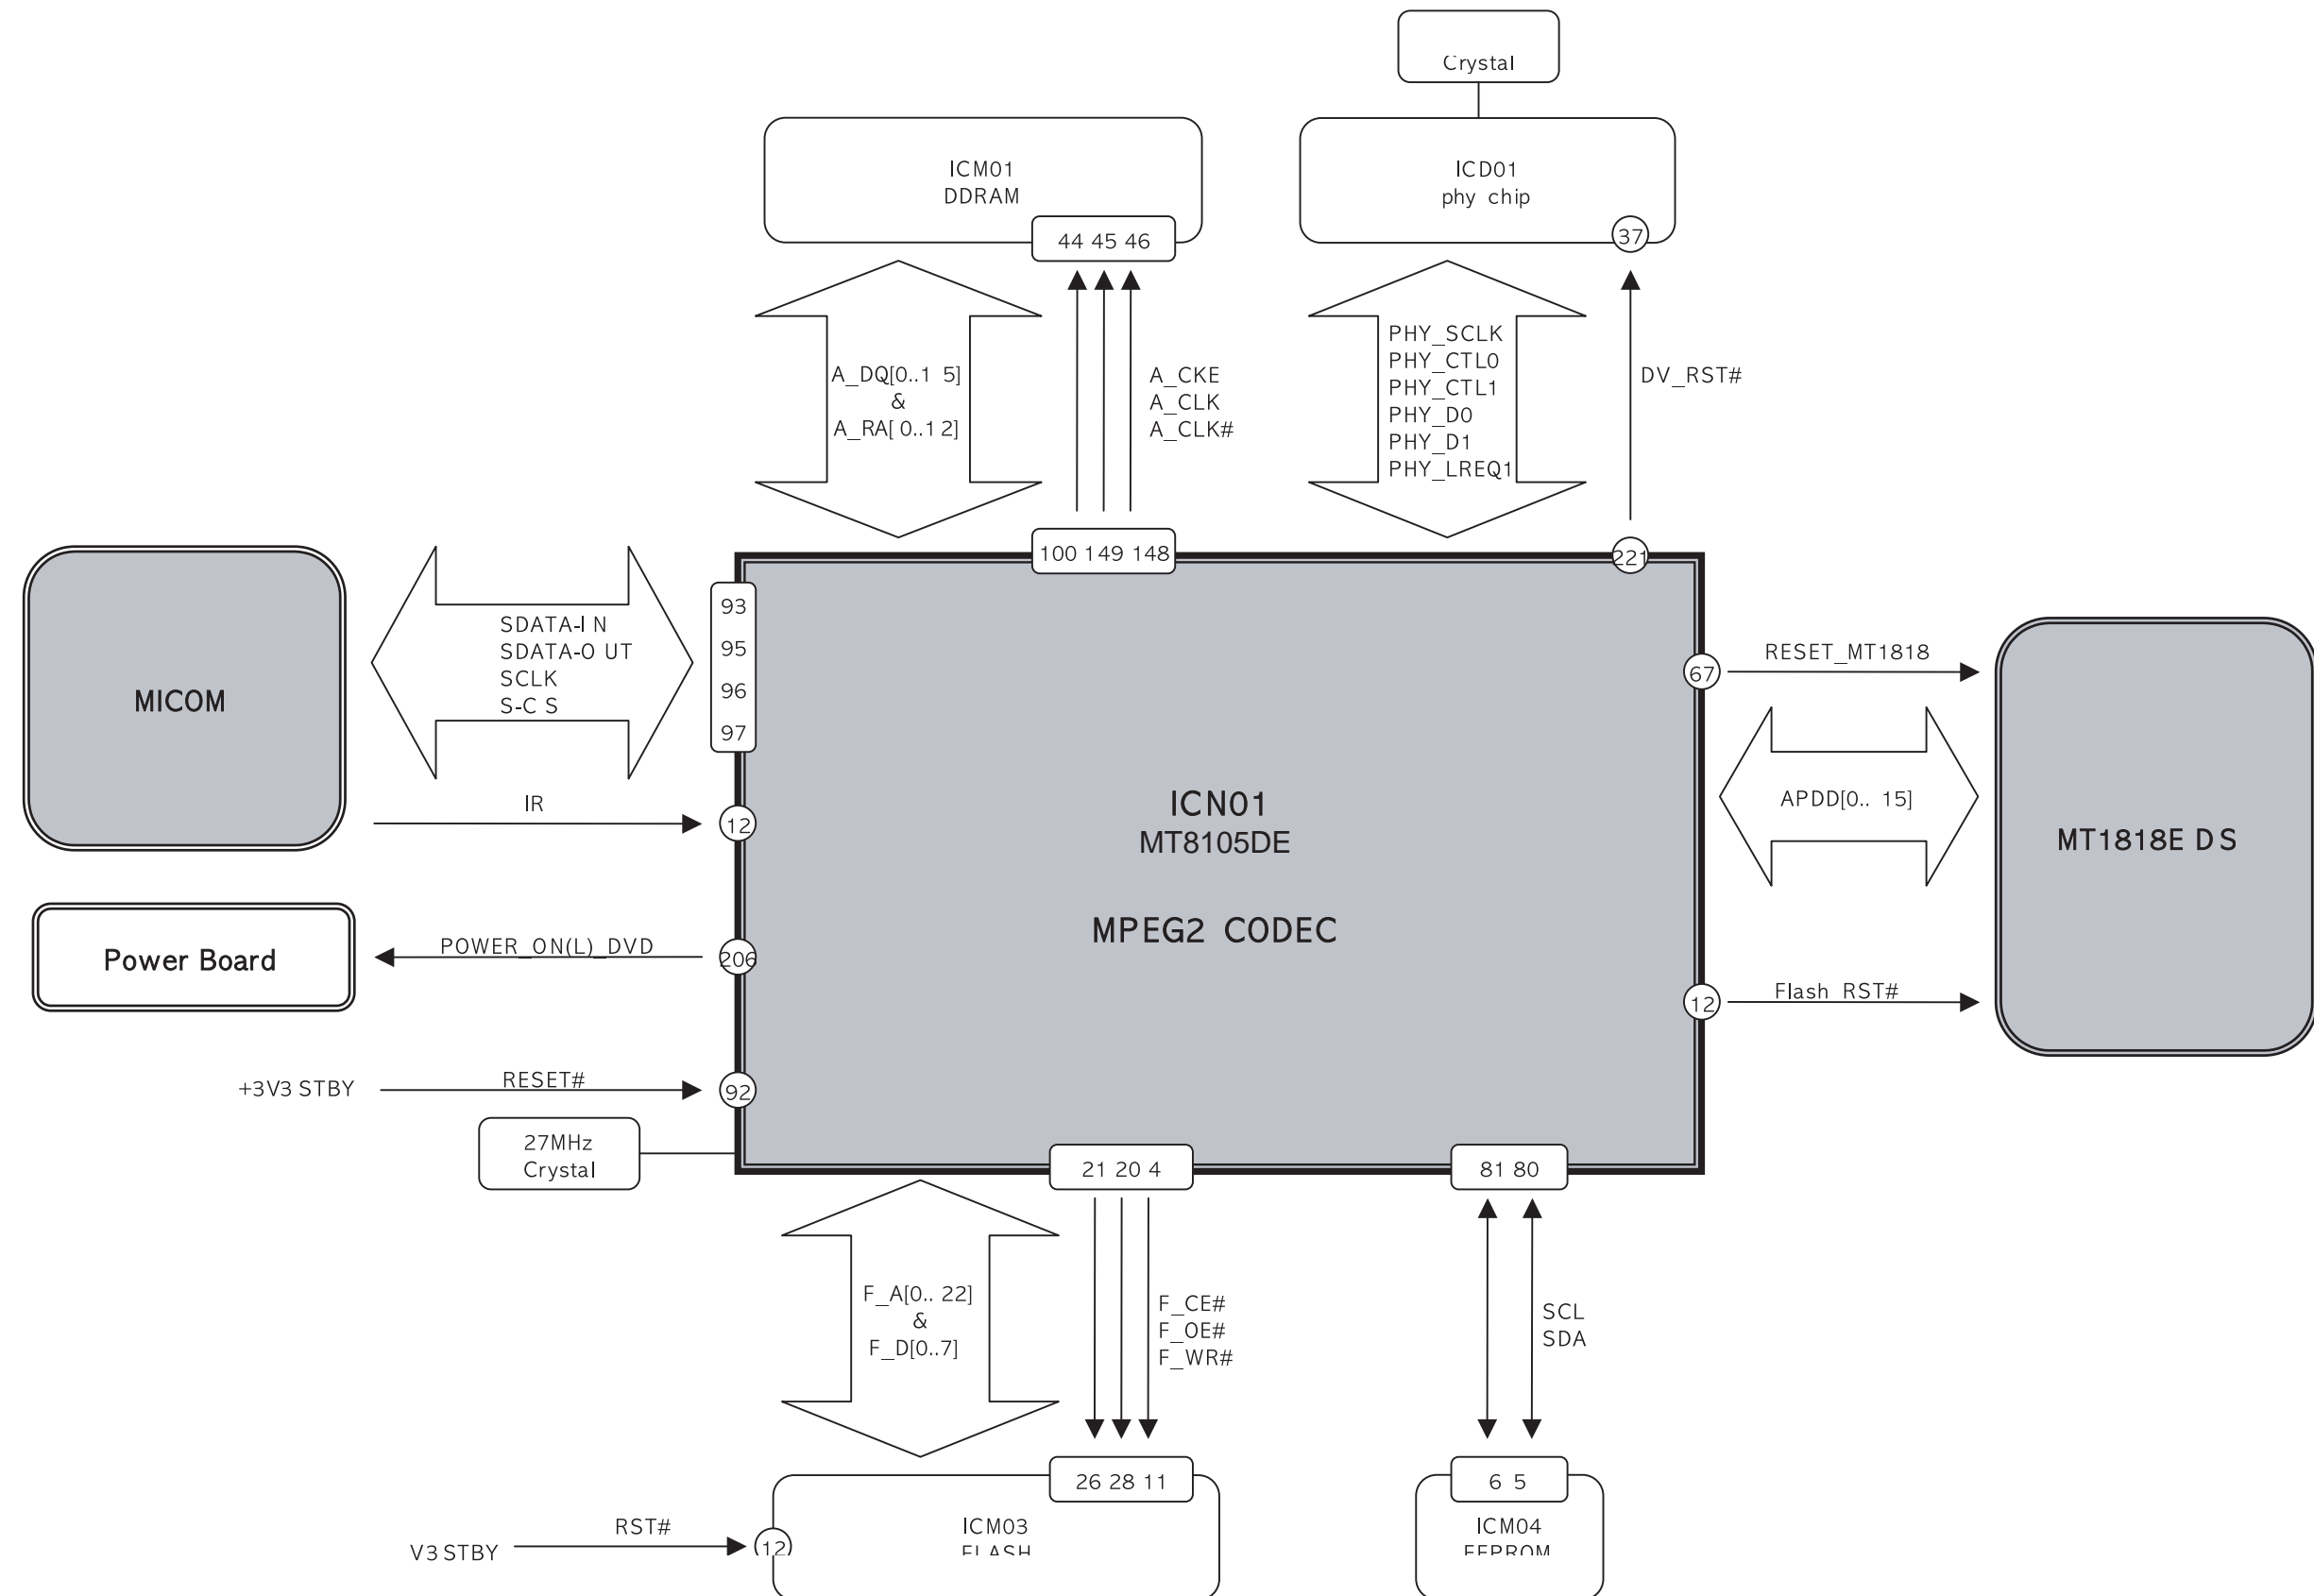 Crystal
ICM01
DDRAM
44 45 46
ICD01
phy chip
37
A_DQ[0..1 5]
&
A_RA[ 0..1 2]
A_CKE
A_CLK
A_CLK#
PHY_SCLK
PHY_CTL0
PHY_CTL1
PHY_D0
PHY_D1
PHY_LREQ1
DV_RST#
100 149 148
221
MICOM
SDATA-I N
SDATA-O UT
SCLK
S-C S
93
95
96
97
IR
12
67
RESET_MT1818
APDD[0.. 15]
MT1818E D S
ICN01
MT8105DE
MPEG2 CODEC
Power Board
POWER_ON(L)_DVD
206
12
Flash RST#
+3V3 STBY
RESET#
92
27MHz
Crystal
21 20 4
81 80
F_A[0.. 22]
&
F_D[0..7]
F_CE#
F_OE#
F_WR#
SCL
SDA
26 28 11
6 5
V3 STBY
RST#
12
ICM03
FLASH
ICM04
EEPROM